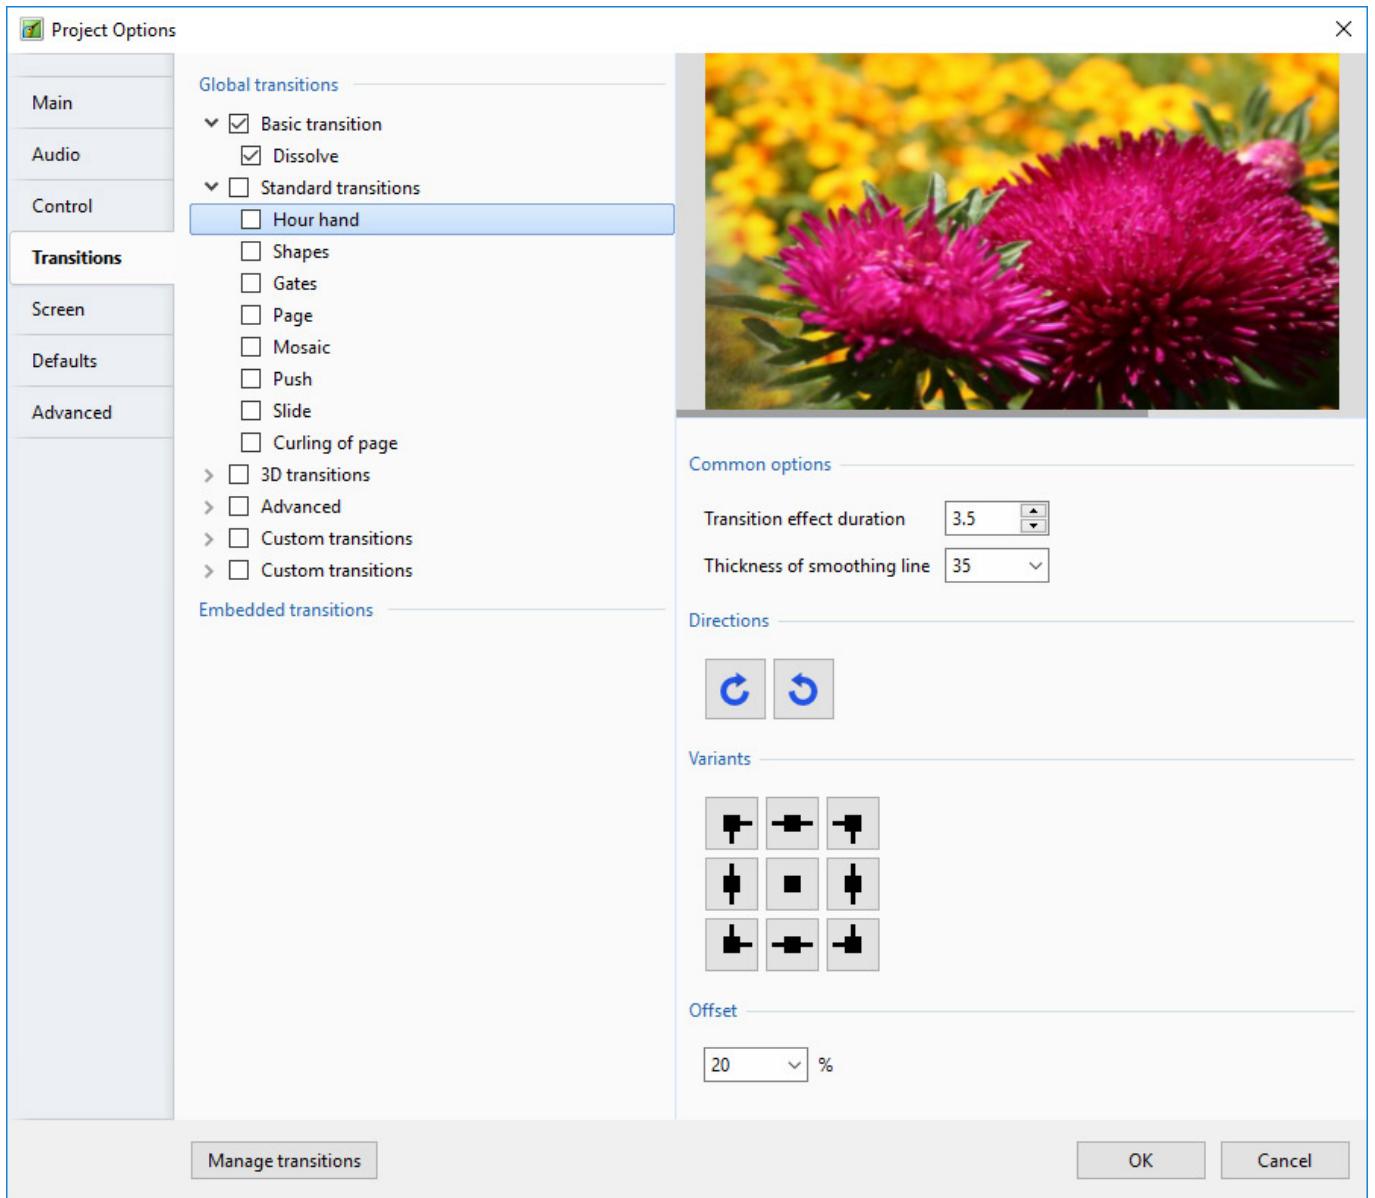 Project Options
Main
Audio
Control
Transitions
Screen
Defaults
Advanced
Global transitions
Basic transition
Dissolve
Standard transitions
Hour hand
Shapes
Gates
Page
Mosaic
Push
Slide
Curling of page
3D transitions
Advanced
Custom transitions
Custom transitions
Embedded transitions
Common options
Transition effect duration 3.5
Thickness of smoothing line 35
Directions
Variants
Offset
20 %
Manage transitions
OK
Cancel